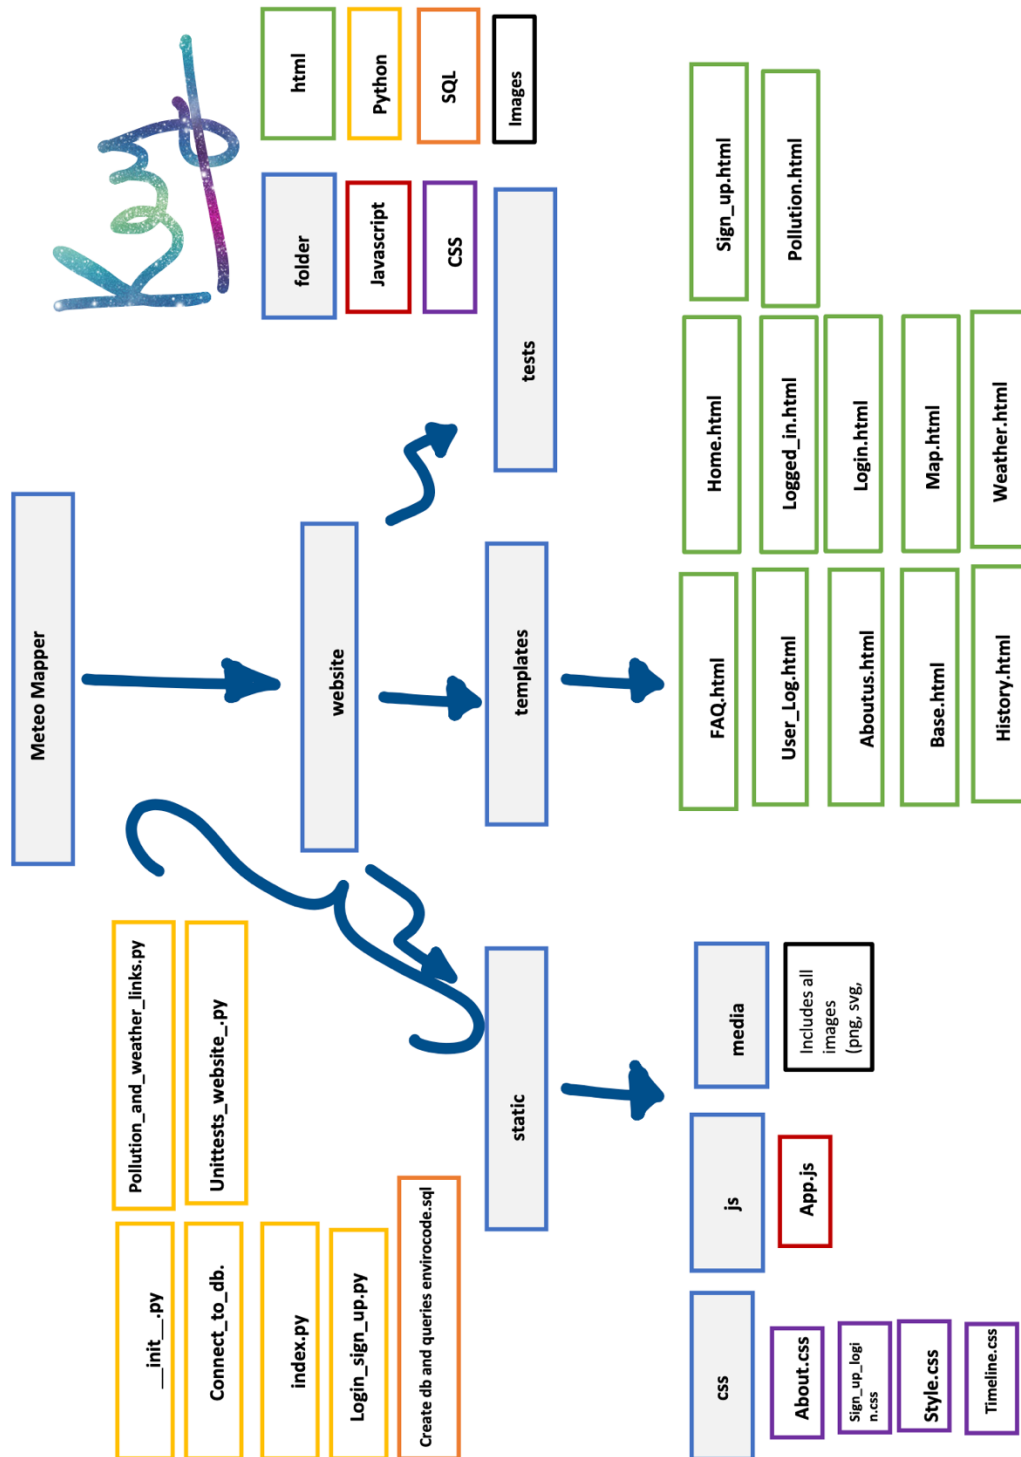 Meteo Mapper
Key
folder
html
Javascript
Python
CSS
SQL
Images
__init__.py
Pollution_and_weather_links.py
Connect_to_db.
Unittests_website_.py
index.py
Login_sign_up.py
Create db and queries envirocode.sql
website
static
templates
tests
css
js
media
About.css
Sign_up_logi
n.css
Style.css
Timeline.css
App.js
Includes all
images
(png, svg,
FAQ.html
Home.html
Sign_up.html
User_Log.html
Logged_in.html
Pollution.html
Aboutus.html
Login.html
Base.html
Map.html
History.html
Weather.html